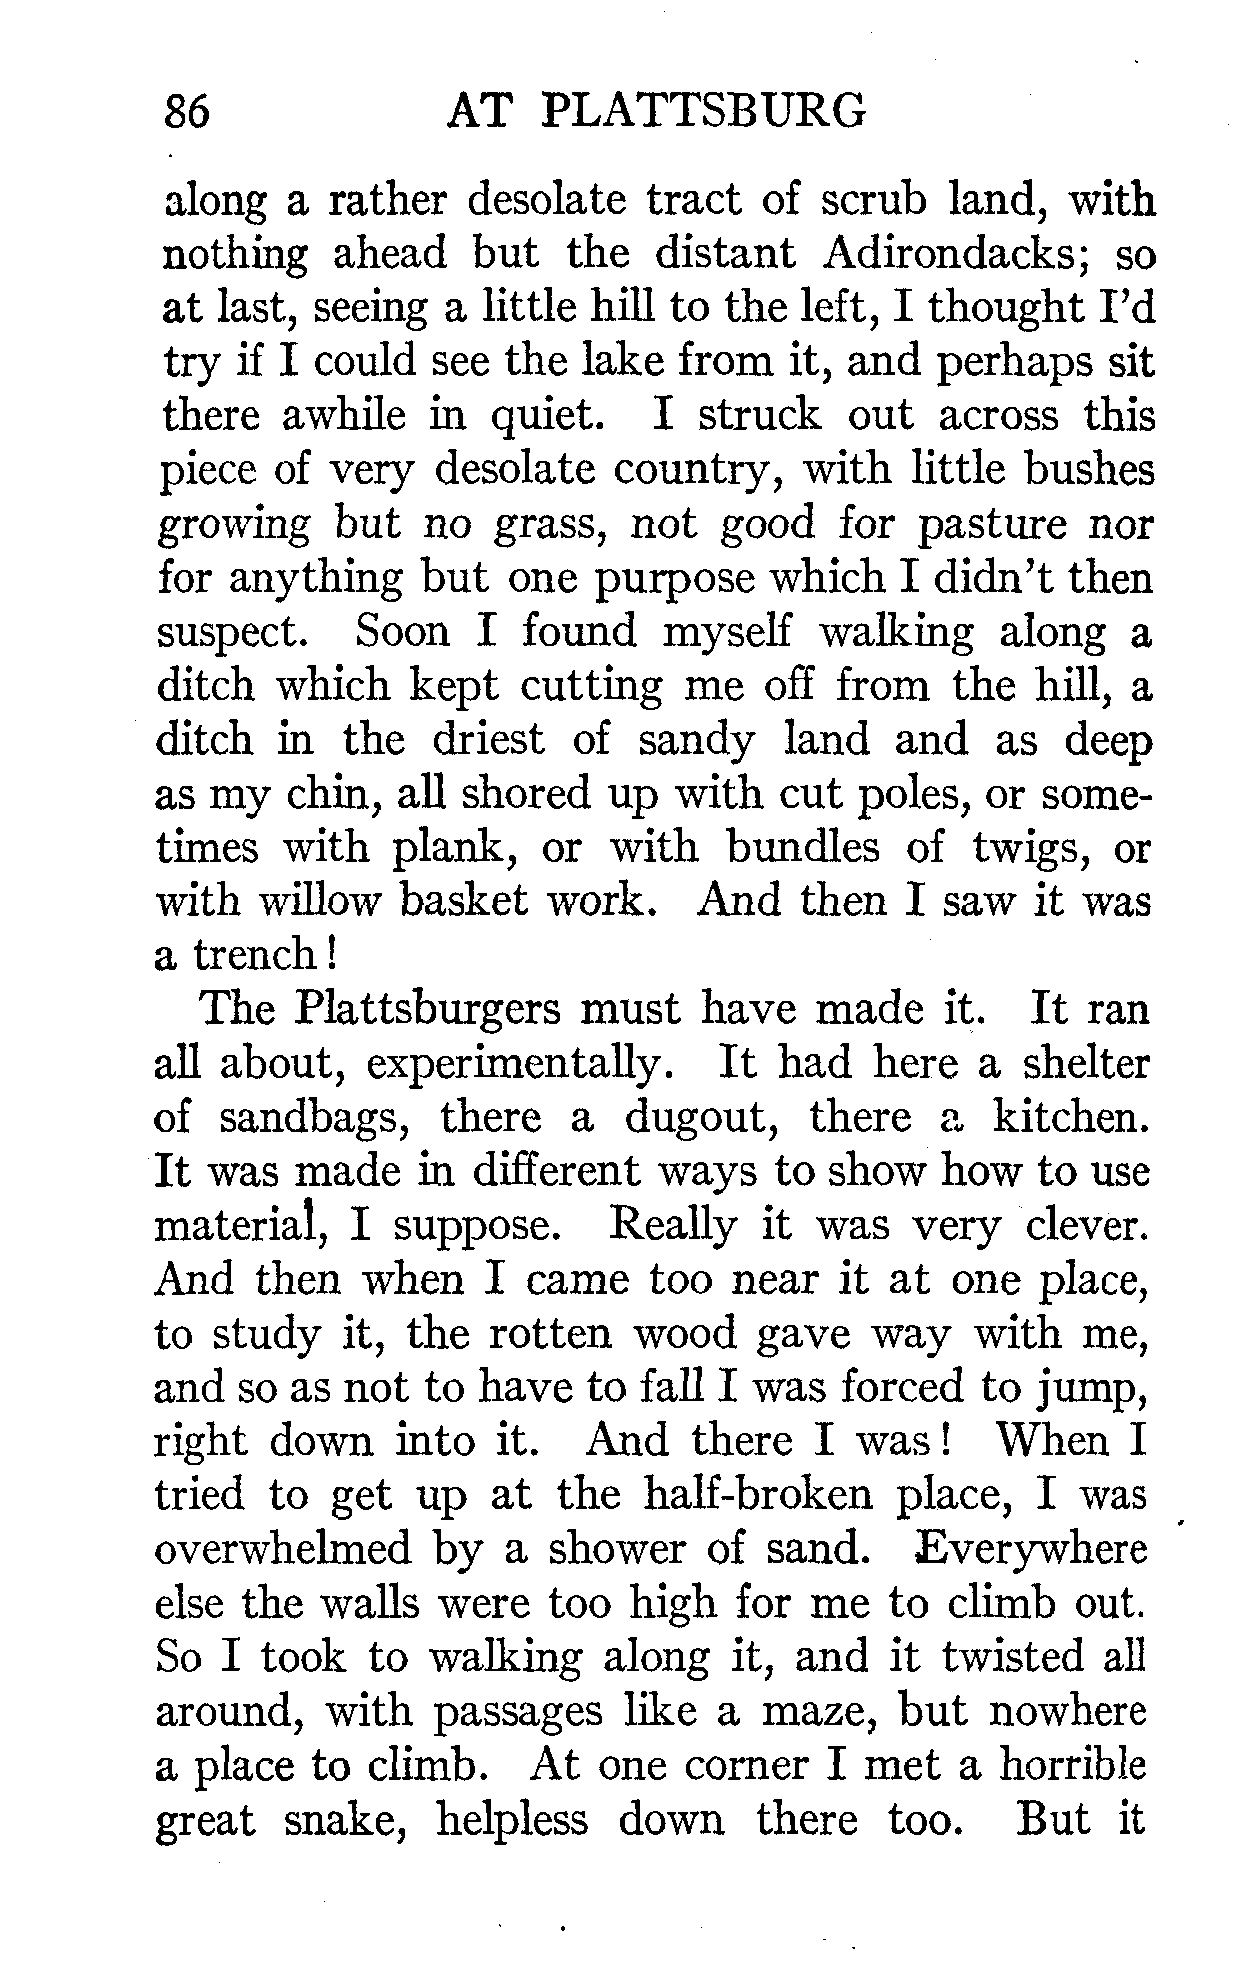 86 AT PLATTSBURG
along a rather desolate tract of scrub land, with
nothing ahead but the distant Adirondacks; so
at last, seeing a little hill to the left, I thought I'd
try if I could see the lake from it, and perhaps sit
there awhile in quiet. I struck out across this
piece of very desolate country, with little bushes
growing but no grass, not good for pasture nor
for anything but one purpose which I didn't then
suspect. Soon I found myself walking along a
ditch which kept cutting me off from the hill, a
ditch in the driest of sandy land and as deep
as my chin, all shored up with cut poles, or some-
times with plank, or with bundles of twigs, or
with willow basket work. And then I saw it was
a trench!
The Plattsburgers must have made it. It ran
all about, experimentally. It had here a shelter
of sandbags, there a dugout, there a kitchen.
It was made in different ways to show how to use
material, I suppose. Really it was very clever.
And then when I came too near it at one place,
to study it, the rotten wood gave way with me,
and so as not to have to fall I was forced to jump,
right down into it. And there I was! When I
tried to get up at the half-broken place, I was
overwhelmed by a shower of sand. Everywhere
else the walls were too high for me to climb out.
So I took to walking along it, and it twisted all
around, with passages like a maze, but nowhere
a place to climb. At one corner I met a horrible
great snake, helpless down there too. But it